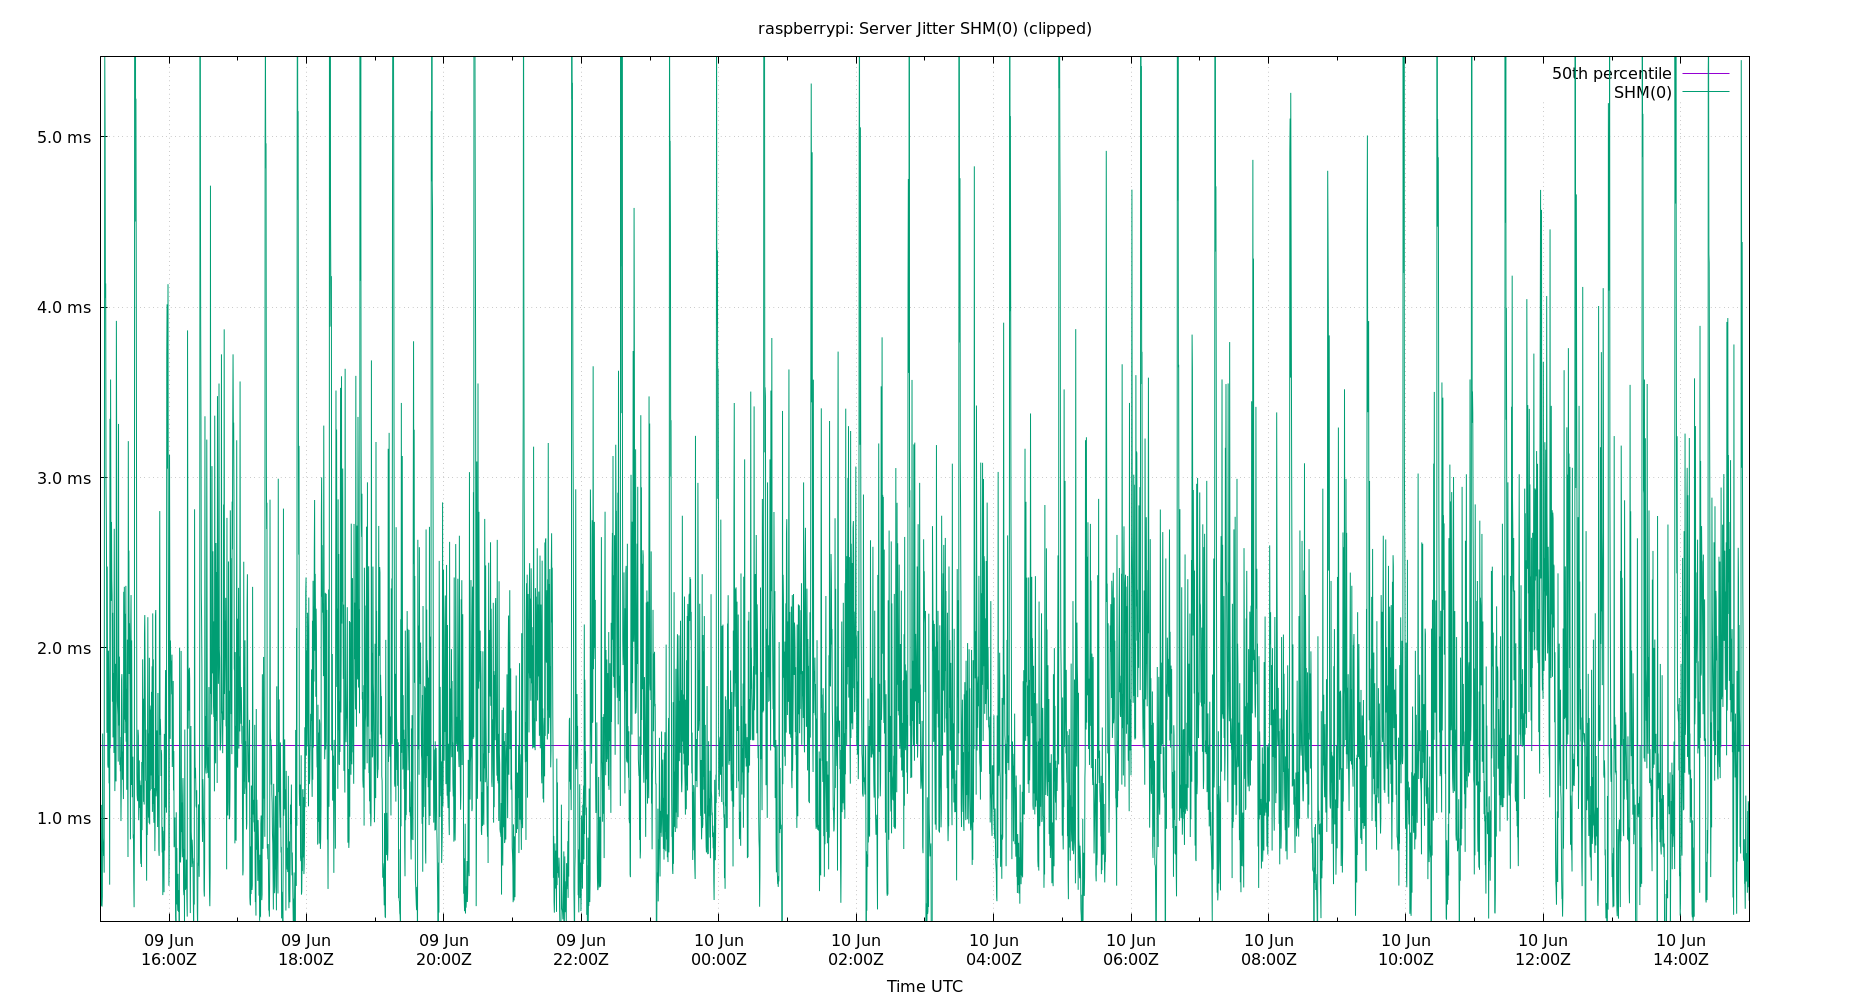 raspberrypi: Server Jitter SHM(0) (clipped)
50th percentile
SHM(0)
5.0 ms
4.0 ms
3.0 ms
2.0 ms
1.0 ms
09 Jun 09 Jun 09 Jun 09 Jun 10 Jun 10 Jun 10 Jun 10 Jun 10 Jun 10 Jun 10 Jun 10 Jun
16:00Z 18:00Z 20:00Z 22:00Z 00:00Z 02:00Z 04:00Z 06:00Z 08:00Z 10:00Z 12:00Z 14:00Z
Time UTC